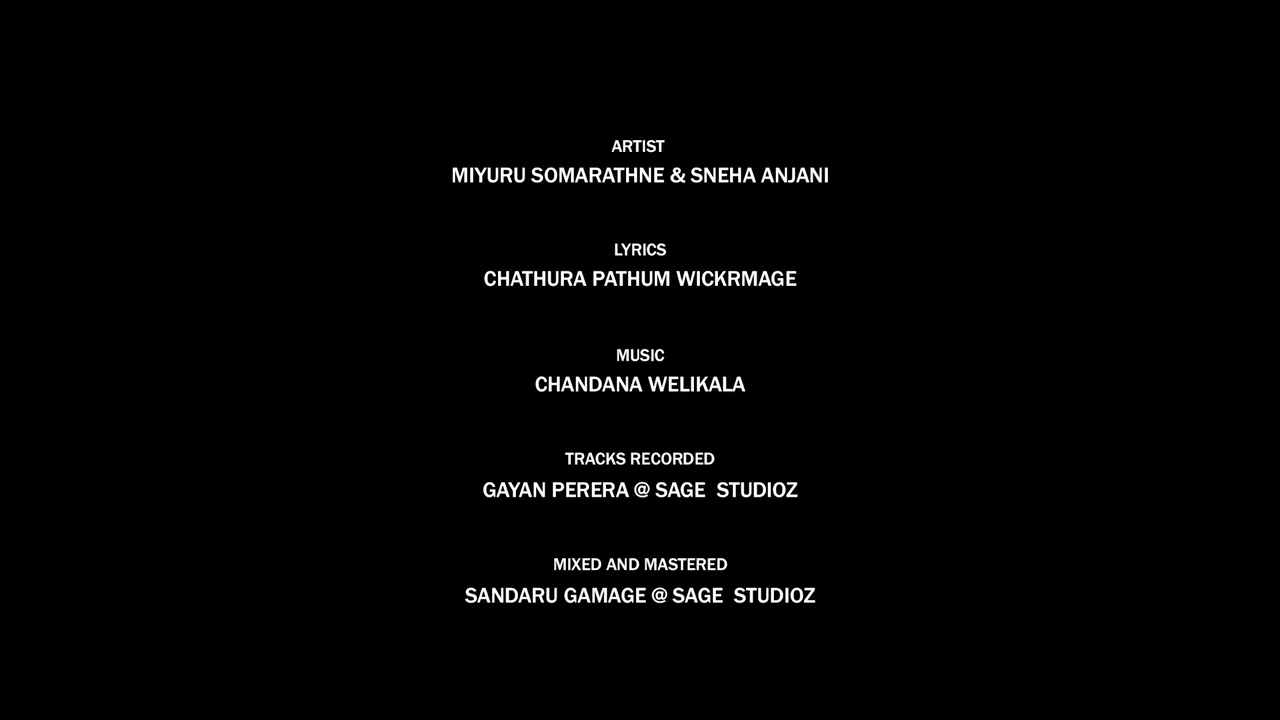 ARTIST
MIYURU SOMARATHNE & SNEHA ANJANI
LYRICS
CHATHURA PATHUM WICKRMAGE
MUSIC
CHANDANA WELIKALA
TRACKS RECORDED
GAYAN PERERA @ SAGE  STUDIOZ
MIXED AND MASTERED
SANDARU GAMAGE @ SAGE  STUDIOZ